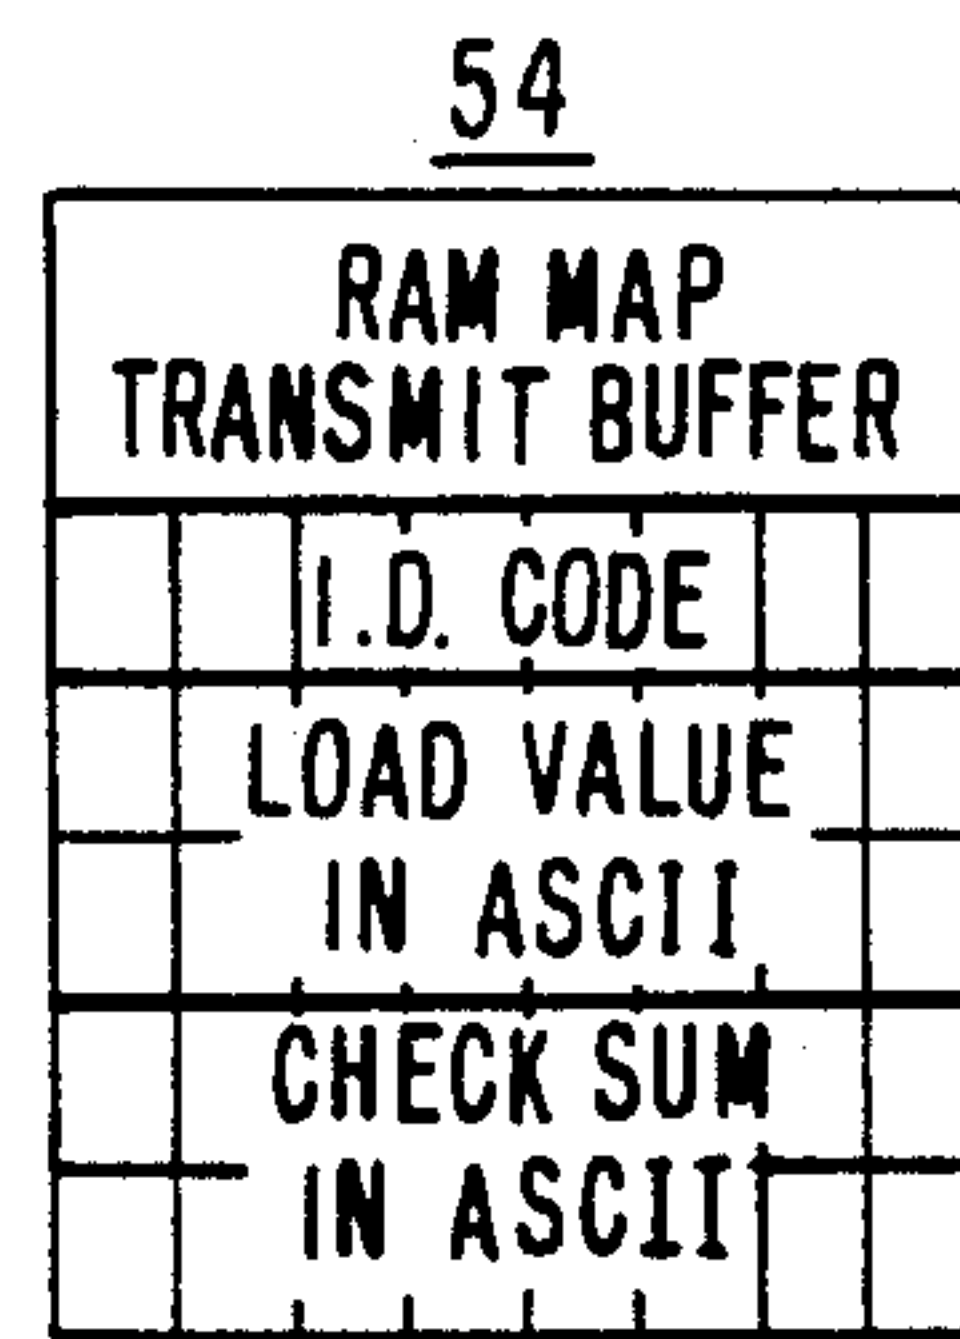 54
RAM MAP
TRANSMIT BUFFER
I.D. CODE
LOAD VALUE
IN ASCII
CHECK SUM
IN ASCII